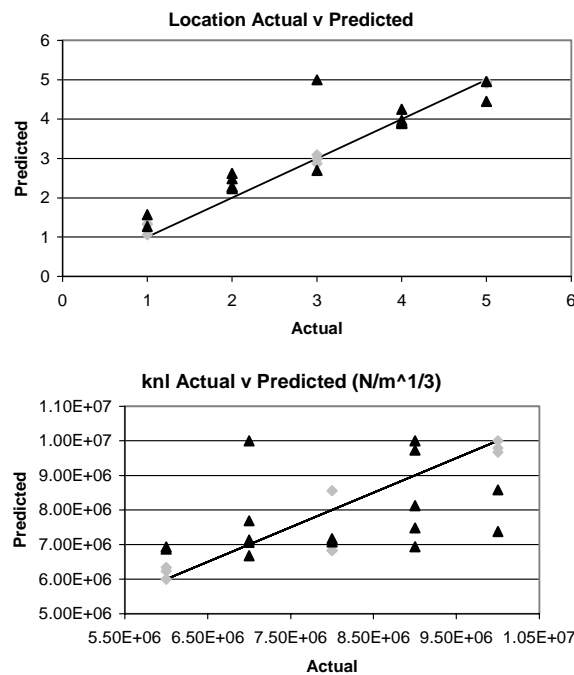 Location Actual v Predicted
6
5
4
3
2
1
0
Predicted
0 1 2 3 4 5 6
Actual
knl Actual v Predicted (N/m^1/3)
1.10E+07
1.00E+07
9.00E+06
8.00E+06
7.00E+06
6.00E+06
5.00E+06
Predicted
5.50E+06 6.50E+06 7.50E+06 8.50E+06 9.50E+06 1.05E+07
Actual